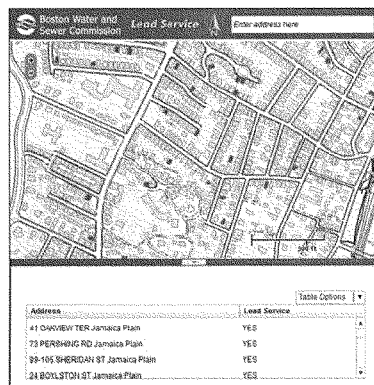 Boston Water and
Sewer Commission
Lead Service
Enter address here
Table Options
Address Lead Service
41 OAKVIEW TER Jamaica Plain YES
73 PERSHING RD Jamaica Plain YES
99-105 SHERIDAN ST Jamaica Plain YES
24 BOYLSTON ST Jamaica Plain YES